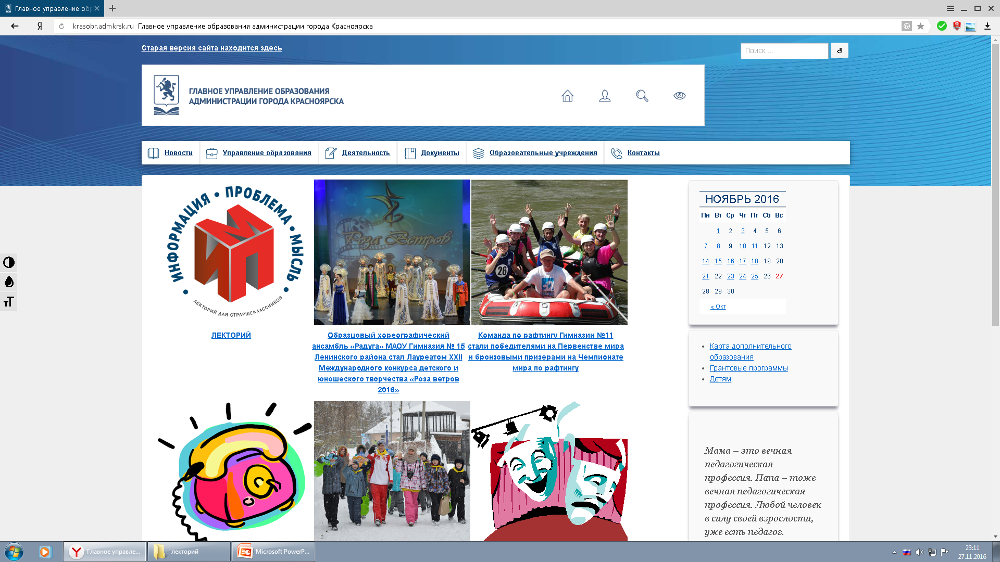 Главное управление обр
krasobr.admkrsk.ru Главное управление образования администрации города Красноярска
Старая версия сайта находится здесь
Поиск ...
ГЛАВНОЕ УПРАВЛЕНИЕ ОБРАЗОВАНИЯ
АДМИНИСТРАЦИИ ГОРОДА КРАСНОЯРСКА
Новости
Управление образования
Деятельность
Документы
Образовательные учреждения
Контакты
ИНФОРМАЦИЯ • ПРОБЛЕМА • МЫСЛЬ
ЛЕКТОРИЙ ДЛЯ СТРАРШЕКЛАССНИКОВ
ЛЕКТОРИЙ
Роза Ветров
Образцовый хореографический
ансамбль «Радуга» МАОУ Гимназия № 15
Ленинского района стал Лауреатом XXII
Международного конкурса детского и
юношеского творчества «Роза ветров
2016»
26
Команда по рафтингу Гимназии №11
стали победителями на Первенстве мира
и бронзовыми призерами на Чемпионате
мира по рафтингу
НОЯБРЬ 2016
Пн Вт Ср Чт Пт Сб Вс
1 2 3 4 5 6
7 8 9 10 11 12 13
14 15 16 17 18 19 20
21 22 23 24 25 26 27
28 29 30
« Окт
Карта дополнительного
образования
Грантовые программы
Детям
Мама – это вечная
педагогическая
профессия. Папа – тоже
вечная педагогическая
профессия. Любой человек
в силу своей взрослости,
уже есть педагог.
Главное управле...
лекторий
Microsoft PowerP...
23:11
27.11.2016